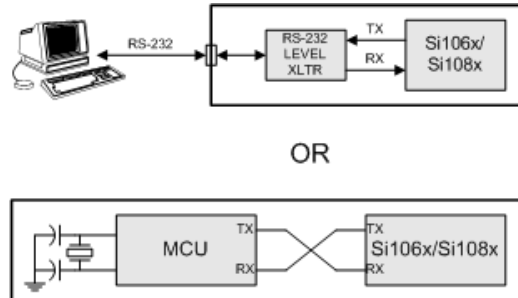 RS-232
RS-232
LEVEL
XLTR
TX
RX
Si106x/
Si108x
OR
MCU
TX
RX
TX
Si106x/Si108x
RX